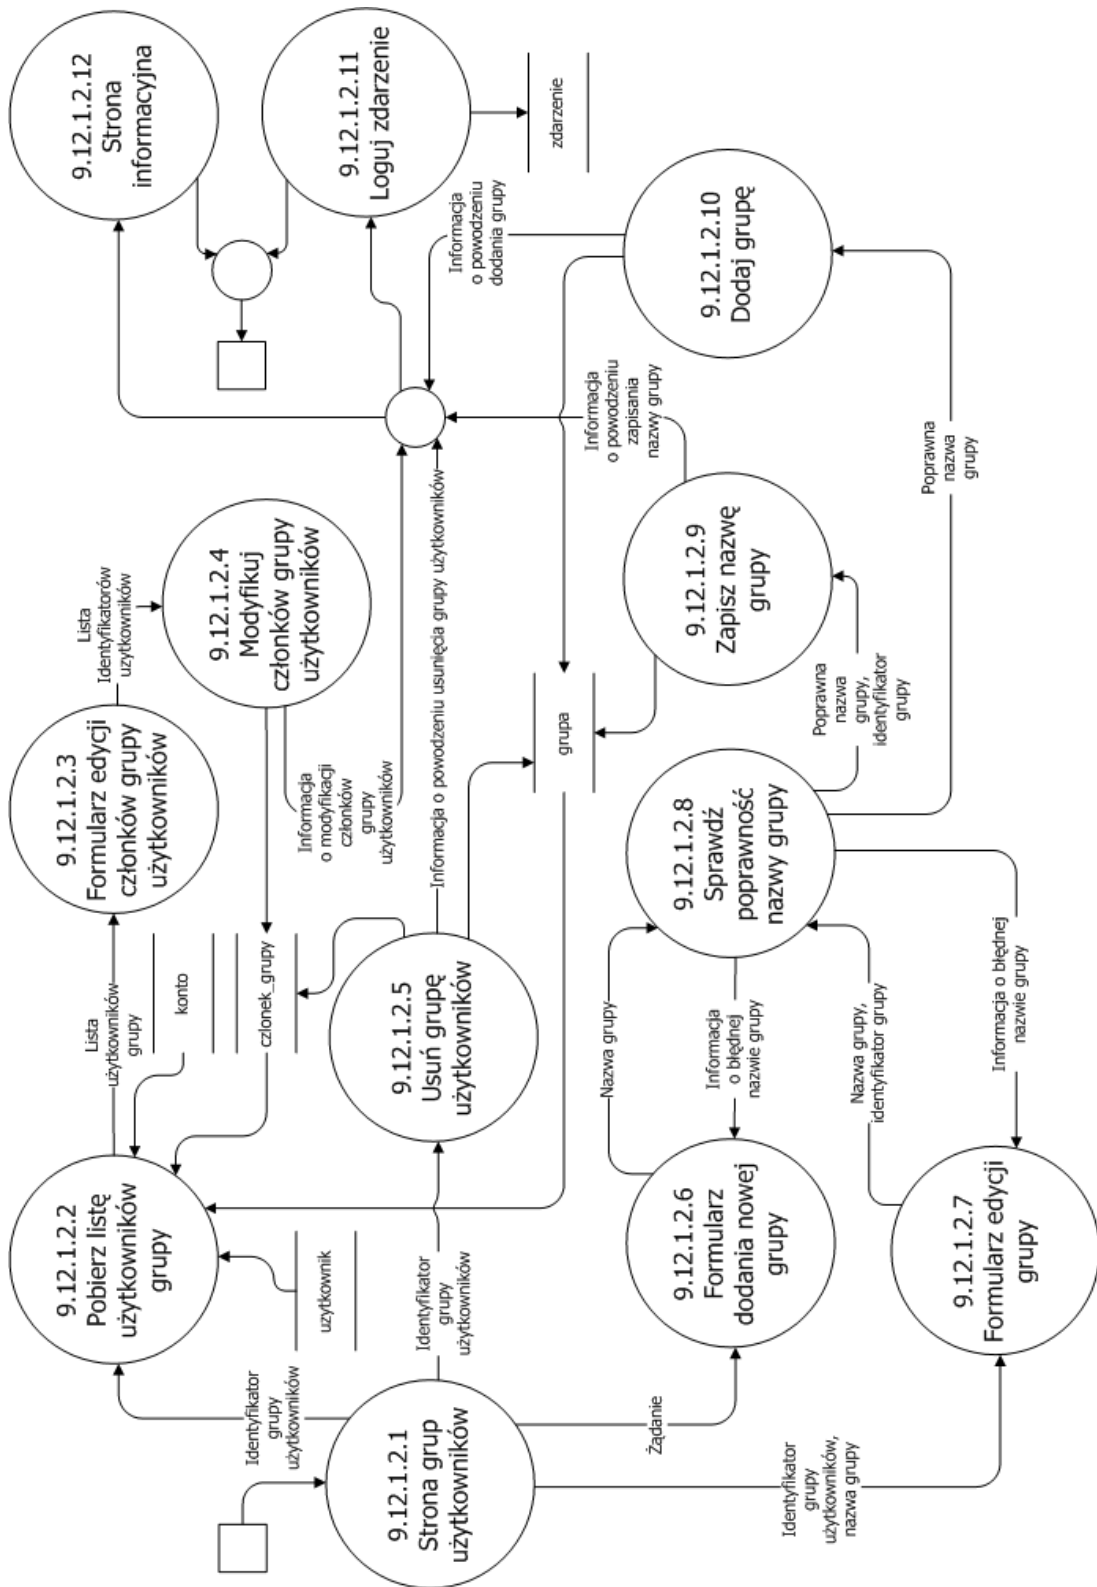 9.12.1.2.1
Strona grup
użytkowników
Identyfikator
grupy
użytkowników
użytkownik
9.12.1.2.2
Pobierz listę
użytkowników
grupy
Lista
użytkowników
grupy
konto
członek_grupy
9.12.1.2.3
Formularz edycji
członków grupy
użytkowników
Lista
Identyfikatorów
uzytkowników
9.12.1.2.4
Modyfikuj
członków grupy
użytkowników
Informacja
o modyfikacji
członków
grupy
użytkowników
9.12.1.2.12
Strona
informacyjna
9.12.1.2.11
Loguj zdarzenie
zdarzenie
Identyfikator
grupy
użytkowników
9.12.1.2.5
Usuń grupę
użytkowników
Informacja o powodzeniu usunięcia grupy użytkowników
grupa
Informacja
o powodzeniu
dodania grupy
Informacja
o powodzeniu
zapisania
nazwy grupy
Żądanie
9.12.1.2.6
Formularz
dodania nowej
grupy
Nazwa grupy
Informacja
o błędnej
nazwie grupy
9.12.1.2.8
Sprawdź
poprawność
nazwy grupy
9.12.1.2.9
Zapisz nazwę
grupy
9.12.1.2.10
Dodaj grupę
Identyfikator
grupy
użytkowników,
nazwa grupy
9.12.1.2.7
Formularz edycji
grupy
Nazwa grupy,
identyfikator grupy
Informacja o błędnej
nazwie grupy
Poprawna
nazwa
grupy,
identyfikator
grupy
Poprawna
nazwa
grupy